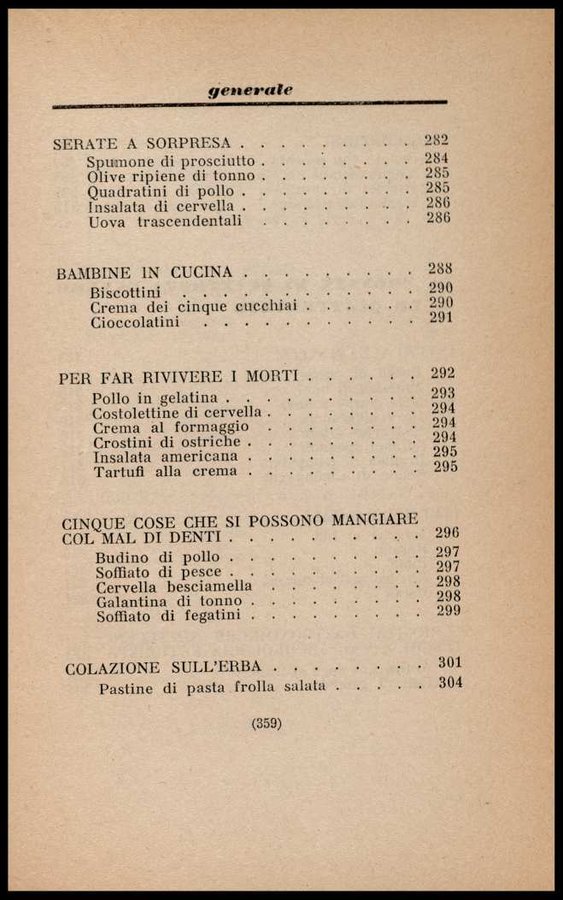 generale
SERATE A SORPRESA . . . . . . . . . 282
Spumone di prosciutto . . . . . . . . 284
Olive ripiene di tonno . . . . . . . . 285
Quadratini di pollo . . . . . . . . . 285
Insalata di cervella . . . . . . . . . 286
Uova trascendentali . . . . . . . . 286
BAMBINE IN CUCINA . . . . . . . . . 288
Biscottini . . . . . . . . . . . . 290
Crema dei cinque cucchiai . . . . . . 290
Cioccolatini . . . . . . . . . . . 291
PER FAR RIVIVERE I MORTI . . . . . . 292
Pollo in gelatina . . . . . . . . . . 293
Costolettine di cervella . . . . . . . . 294
Crema al formaggio . . . . . . . . 294
Crostini di ostriche . . . . . . . . . 294
Insalata americana . . . . . . . . . 295
Tartufi alla crema . . . . . . . . . 295
CINQUE COSE CHE SI POSSONO MANGIARE
COL MAL DI DENTI . . . . . . . . . . 296
Budino di pollo . . . . . . . . . . 297
Soffiato di pesce . . . . . . . . . . 297
Cervella besciamella . . . . . . . . 298
Galantina di tonno . . . . . . . . . 298
Soffiato di fegatini . . . . . . . . . 299
COLAZIONE SULL'ERBA . . . . . . . . 301
Pastine di pasta frolla salata . . . . . 304
(359)